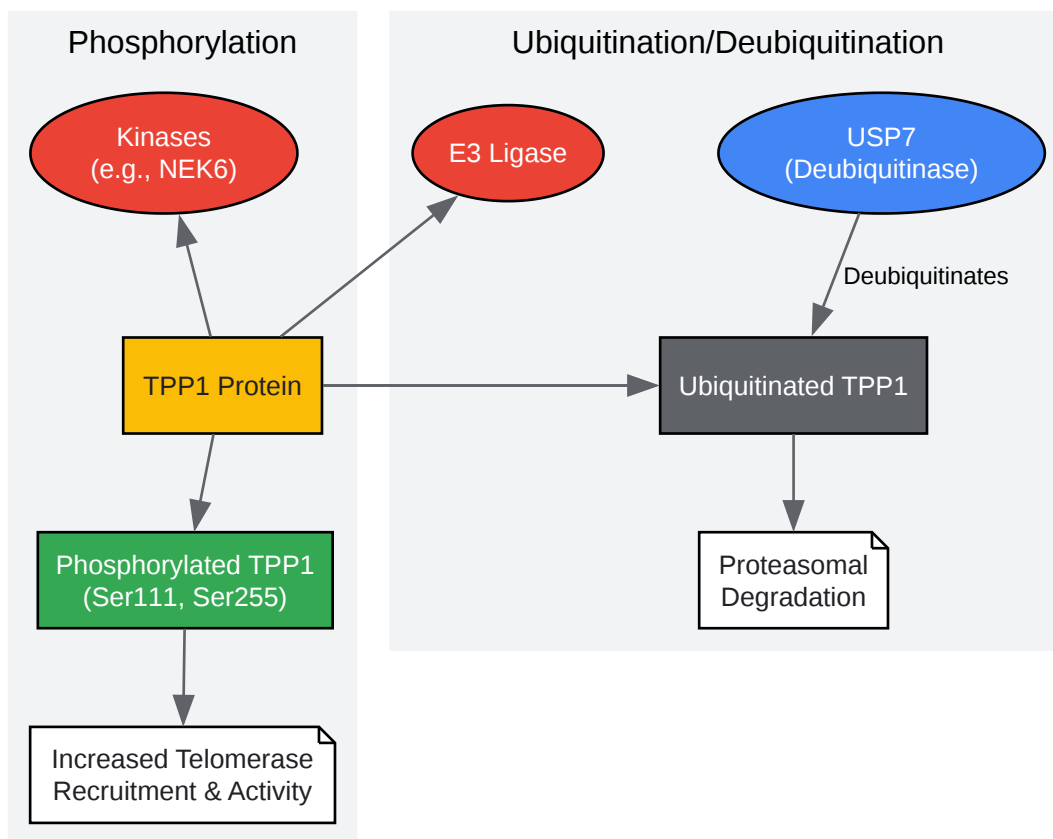 Phosphorylation
Kinases
(e.g., NEK6)
TPP1 Protein
Phosphorylated TPP1
(Ser111, Ser255)
Increased Telomerase
Recruitment & Activity
Ubiquitination/Deubiquitination
E3 Ligase
USP7
(Deubiquitinase)
Deubiquitinates
Ubiquitinated TPP1
Proteasomal
Degradation